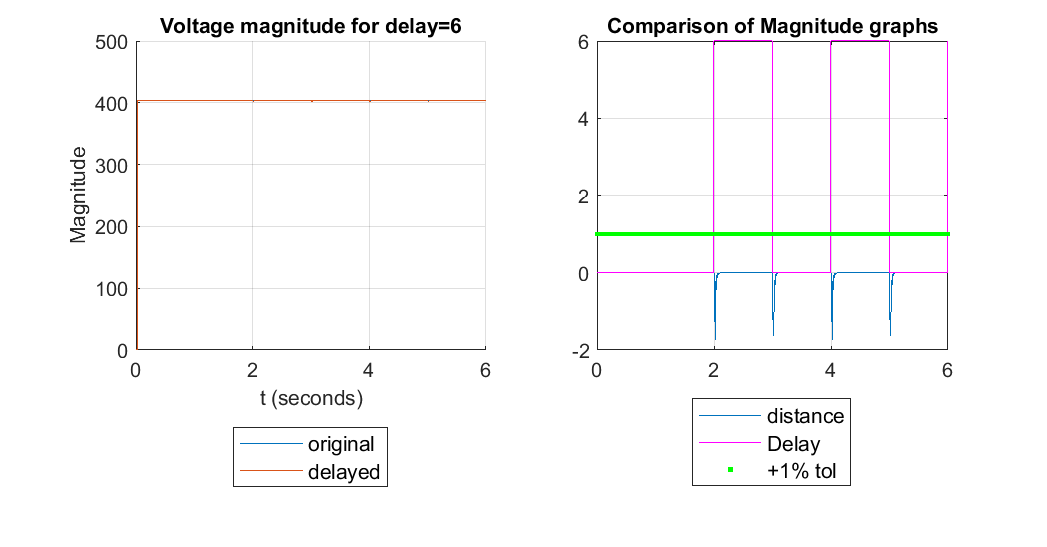 Voltage magnitude for delay=6
500
400
300
200
100
0
Magnitude
0 2 4 6
t (seconds)
original
delayed
Comparison of Magnitude graphs
6
4
2
0
-2
0 2 4 6
distance
Delay
+1% tol